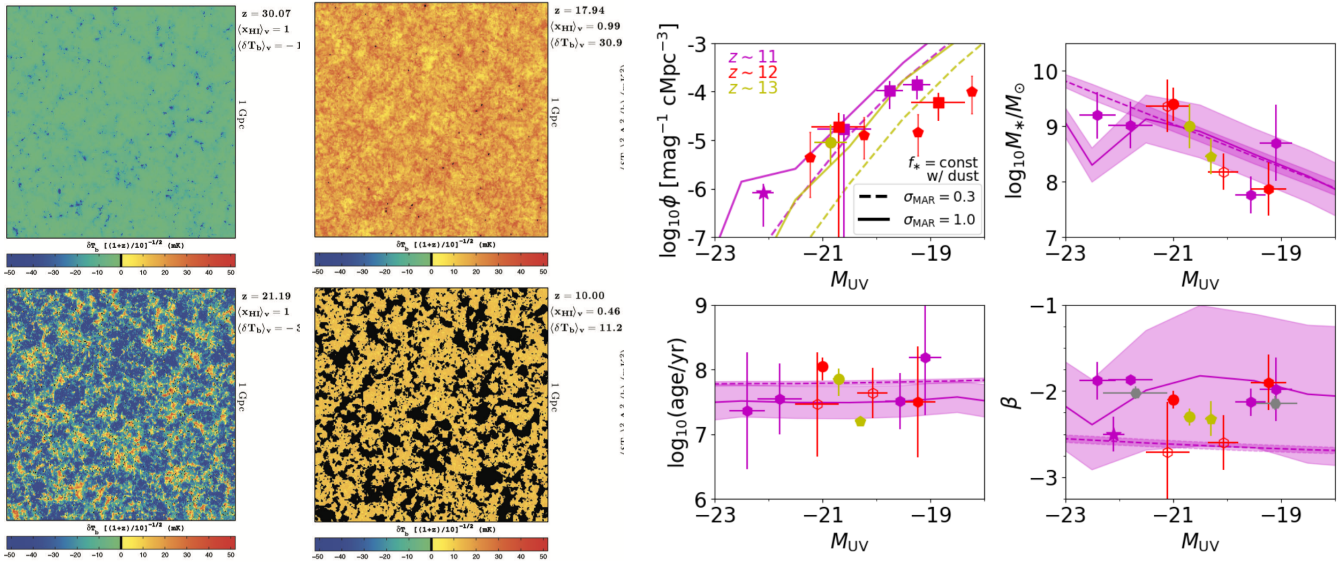 z = 30.07
⟨x_HI⟩_v = 1
⟨δT_b⟩_v = −
1 Gpc
δT_b [(1+z)/10]^-1/2 (mK)
−50 −40 −30 −20 −10 0 10 20 30 40 50
z = 17.94
⟨x_HI⟩_v = 0.99
⟨δT_b⟩_v = 30.9
1 Gpc
δT_b [(1+z)/10]^-1/2 (mK)
−50 −40 −30 −20 −10 0 10 20 30 40 50
z = 21.19
⟨x_HI⟩_v = 1
⟨δT_b⟩_v = −
1 Gpc
δT_b [(1+z)/10]^-1/2 (mK)
−50 −40 −30 −20 −10 0 10 20 30 40 50
z = 10.00
⟨x_HI⟩_v = 0.46
⟨δT_b⟩_v = 11.2
1 Gpc
δT_b [(1+z)/10]^-1/2 (mK)
−50 −40 −30 −20 −10 0 10 20 30 40 50
log₁₀ϕ [mag⁻¹ cMpc⁻³]
−3
−4
−5
−6
−7
z ~ 11
z ~ 12
z ~ 13
f* = const
w/ dust
σ_MAR = 0.3
σ_MAR = 1.0
−23 −21 −19
M_UV
log₁₀M*/M⊙
10
9
8
7
−23 −21 −19
M_UV
log₁₀(age/yr)
9
8
7
6
−23 −21 −19
M_UV
β
−1
−2
−3
−23 −21 −19
M_UV